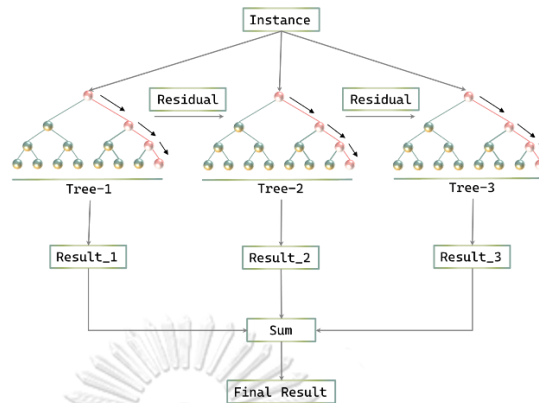 Instance
Residual
Residual
Tree-1
Tree-2
Tree-3
Result_1
Result_2
Result_3
Sum
Final Result